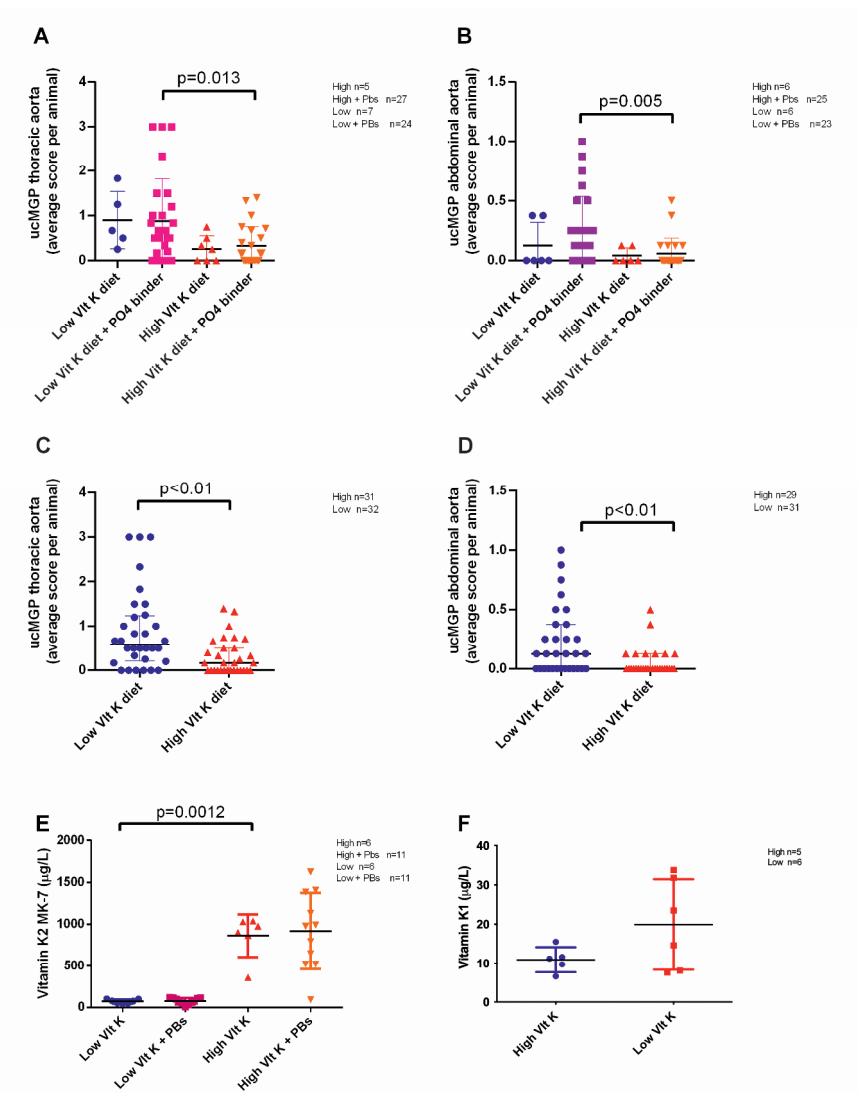 A
ucMGP thoracic aorta
(average score per animal)
4
3
2
1
0
p=0.013
High n=5
High + Pbs n=27
Low n=7
Low + PBs n=24
Low VIt K diet
Low Vit K diet + PO4 binder
High VIt K diet
High VIt K diet + PO4 binder
B
ucMGP abdominal aorta
(average score per animal)
1.5
1.0
0.5
0.0
p=0.005
High n=6
High + Pbs n=25
Low n=6
Low + PBs n=23
Low VIt K diet
Low Vit K diet + PO4 binder
High VIt K diet
High VIt K diet + PO4 binder
C
ucMGP thoracic aorta
(average score per animal)
4
3
2
1
0
p<0.01
High n=31
Low n=32
Low VIt K diet
High VIt K diet
D
ucMGP abdominal aorta
(average score per animal)
1.5
1.0
0.5
0.0
p<0.01
High n=29
Low n=31
Low VIt K diet
High VIt K diet
E
Vitamin K2 MK-7 (µg/L)
2000
1500
1000
500
0
p=0.0012
High n=6
High + Pbs n=11
Low n=6
Low + PBs n=11
Low VIt K
Low VIt K + PBs
High VIt K
High VIt K + PBs
F
Vitamin K1 (µg/L)
40
30
20
10
0
High n=5
Low n=6
High VIt K
Low VIt K